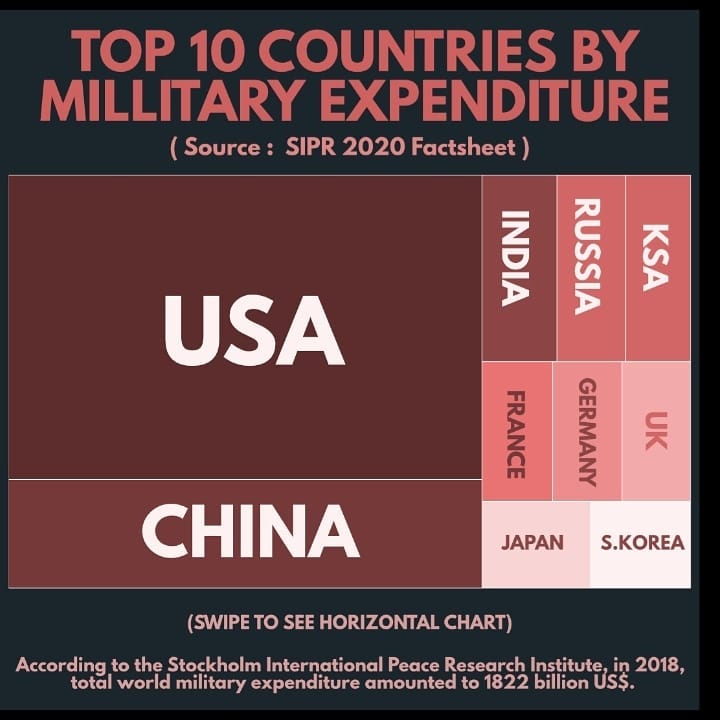 TOP 10 COUNTRIES BY
MILLITARY EXPENDITURE
( Source :  SIPR 2020 Factsheet )
USA
INDIA
RUSSIA
KSA
FRANCE
GERMANY
UK
CHINA
JAPAN
S.KOREA
(SWIPE TO SEE HORIZONTAL CHART)
According to the Stockholm International Peace Research Institute, in 2018,
total world military expenditure amounted to 1822 billion US$.